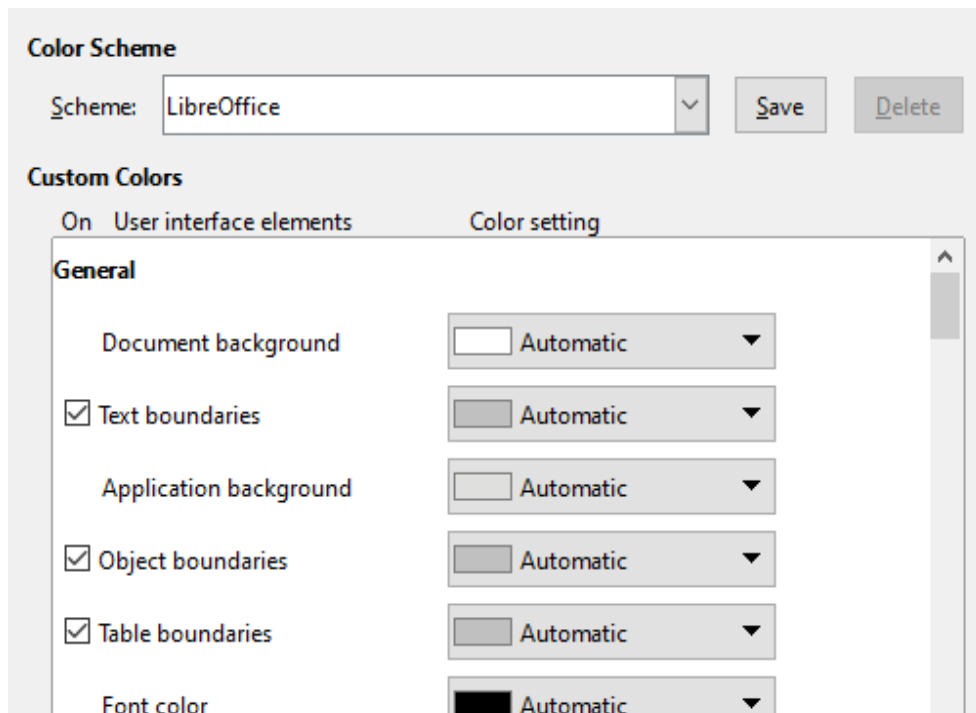 Color Scheme
Scheme: LibreOffice Save Delete
Custom Colors
On User interface elements Color setting
General
Document background Automatic
Text boundaries Automatic
Application background Automatic
Object boundaries Automatic
Table boundaries Automatic
Font color Automatic